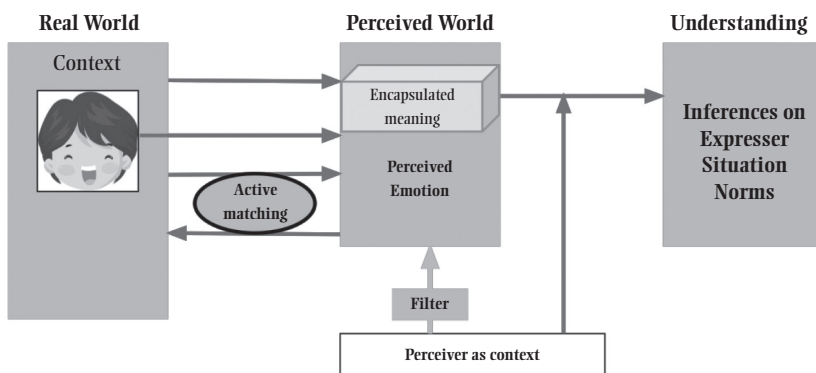 Real World
Perceived World
Understanding
Context
Encapsulated
meaning
Perceived
Emotion
Active
matching
Filter
Perceiver as context
Inferences on
Expresser
Situation
Norms